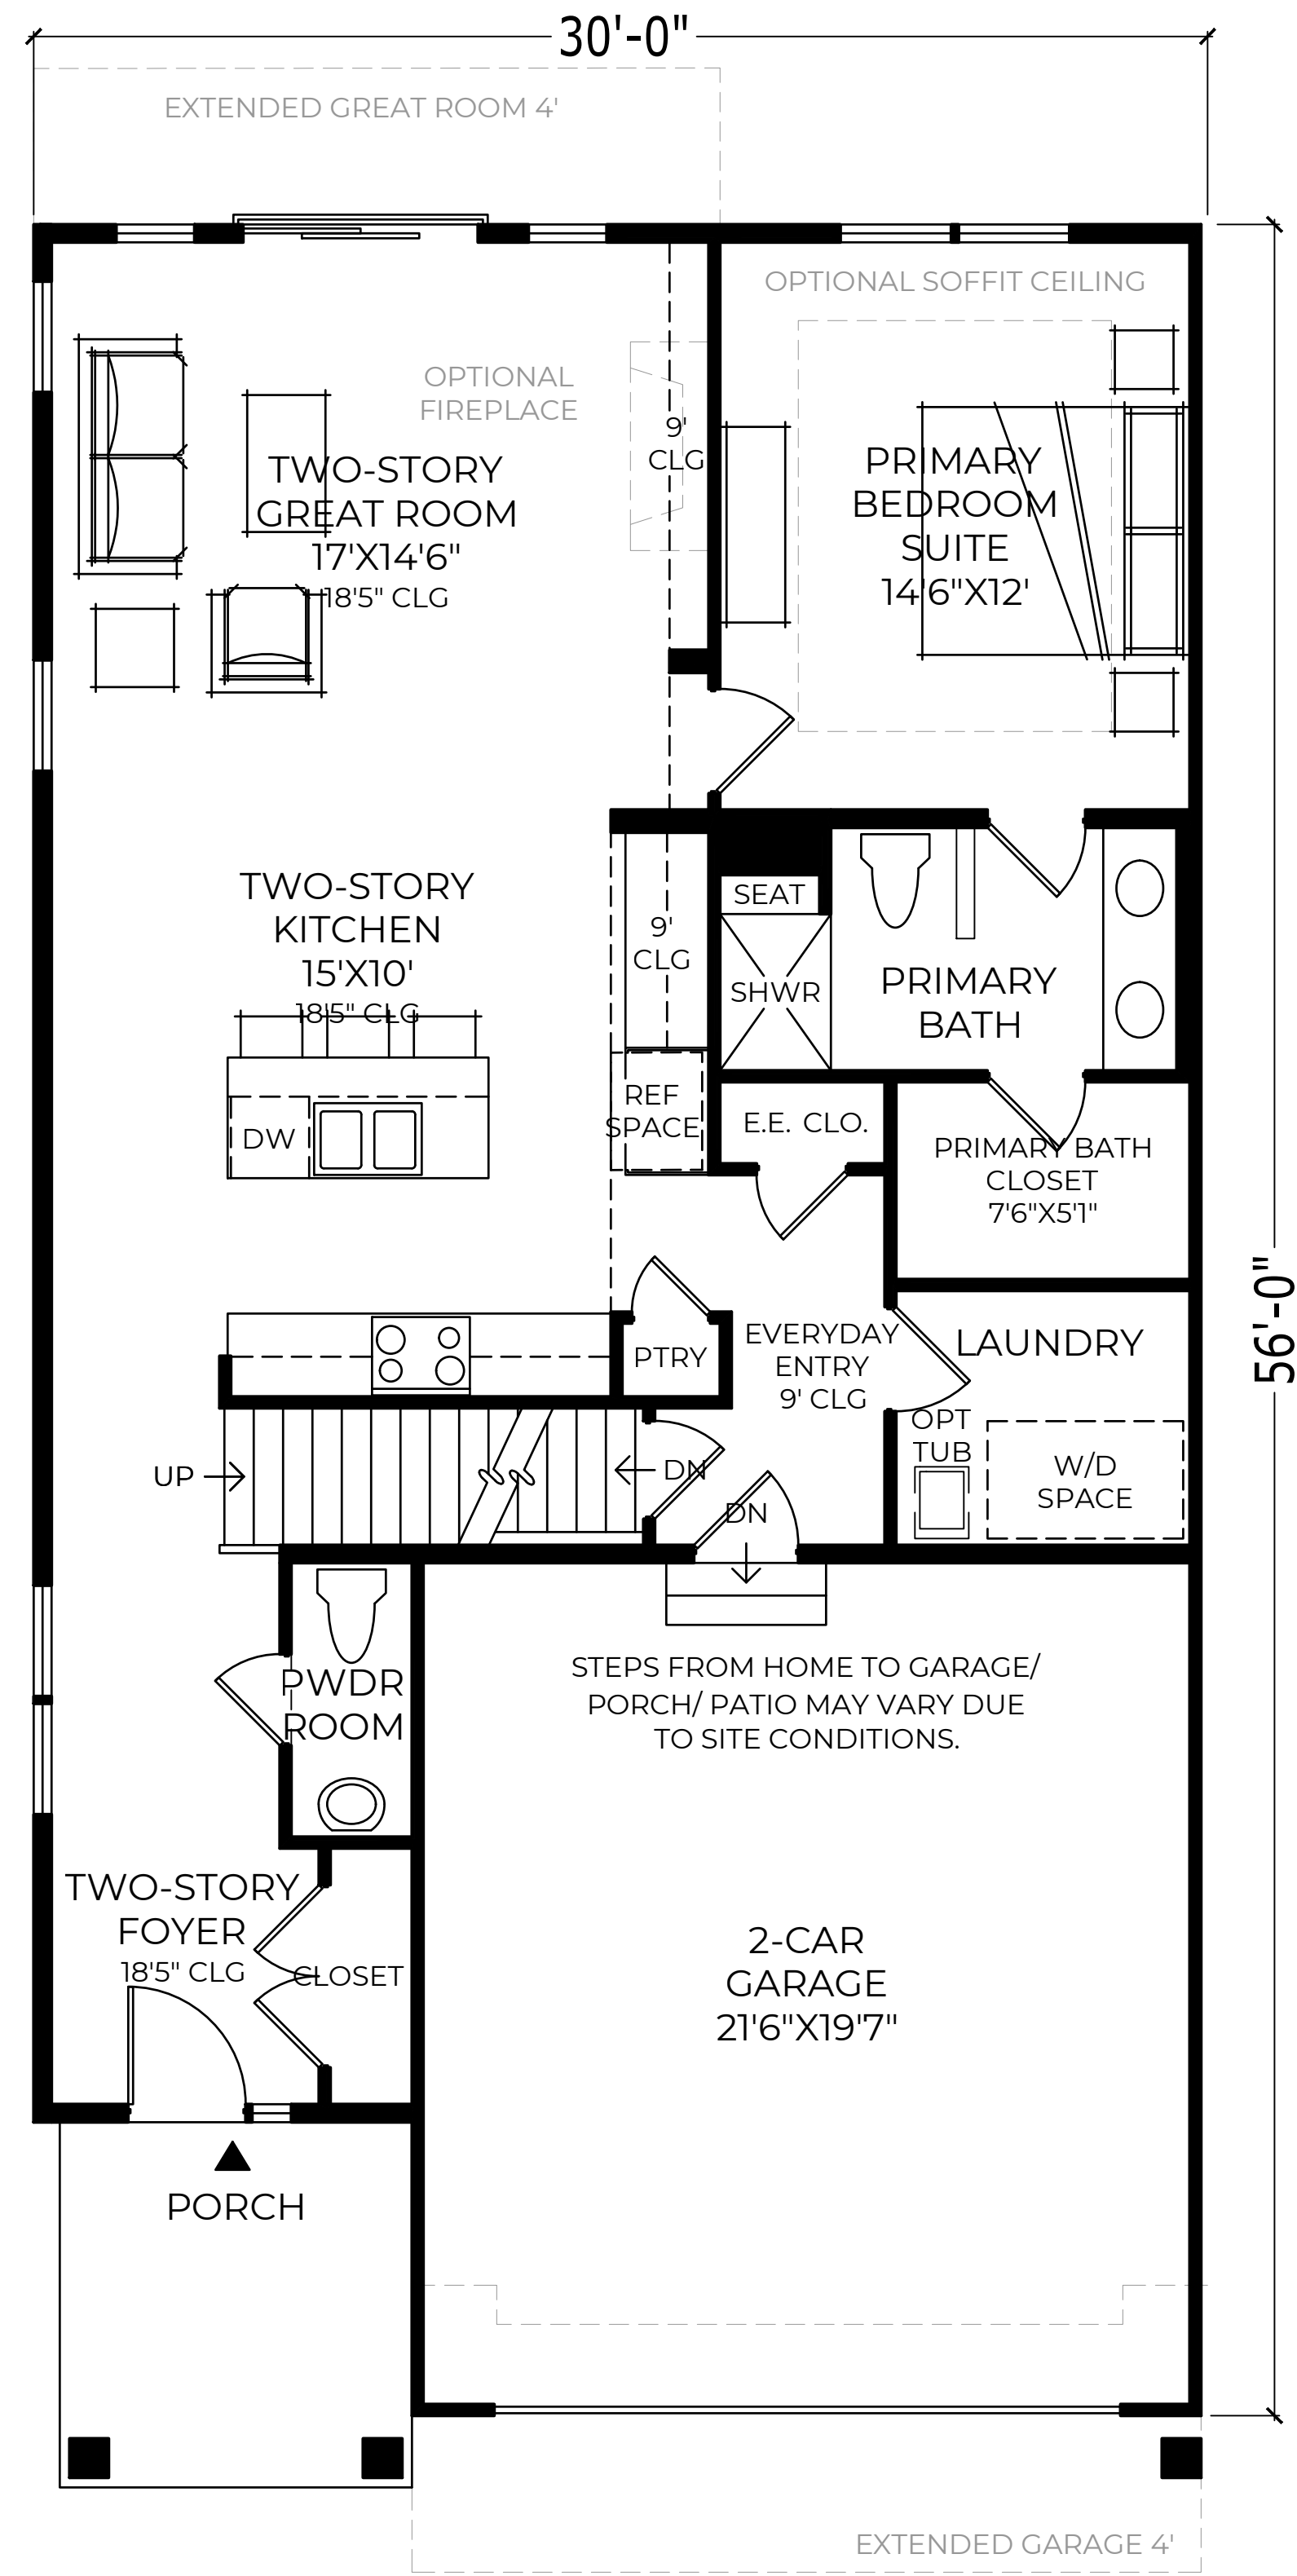 30'-0"
EXTENDED GREAT ROOM 4'
OPTIONAL SOFFIT CEILING
OPTIONAL
FIREPLACE
9'
CLG
TWO-STORY
GREAT ROOM
17'X14'6"
18'5" CLG
PRIMARY
BEDROOM
SUITE
14'6"X12'
TWO-STORY
KITCHEN
15'X10'
18'5" CLG
9'
CLG
SEAT
SHWR
PRIMARY
BATH
REF
SPACE
DW
E.E. CLO.
PRIMARY BATH
CLOSET
7'6"X5'1"
56'-0"
PTRY
EVERYDAY
ENTRY
9' CLG
LAUNDRY
OPT
TUB
W/D
SPACE
UP
DN
DN
PWDR
ROOM
STEPS FROM HOME TO GARAGE/
PORCH/ PATIO MAY VARY DUE
TO SITE CONDITIONS.
TWO-STORY
FOYER
18'5" CLG
CLOSET
2-CAR
GARAGE
21'6"X19'7"
PORCH
EXTENDED GARAGE 4'